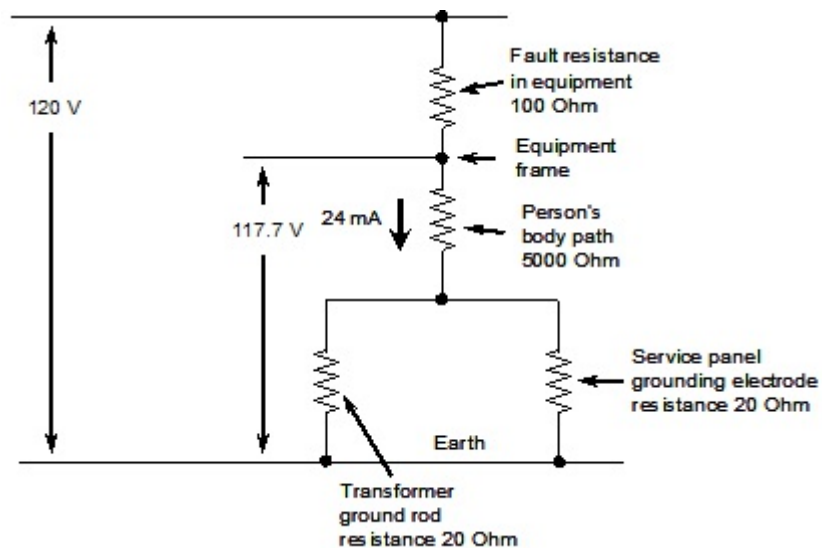 Fault resistance
in equipment
100 Ohm
120 V
Equipment
frame
24 mA
117.7 V
Person's
body path
5000 Ohm
Service panel
grounding electrode
resistance 20 Ohm
Earth
Transformer
ground rod
resistance 20 Ohm